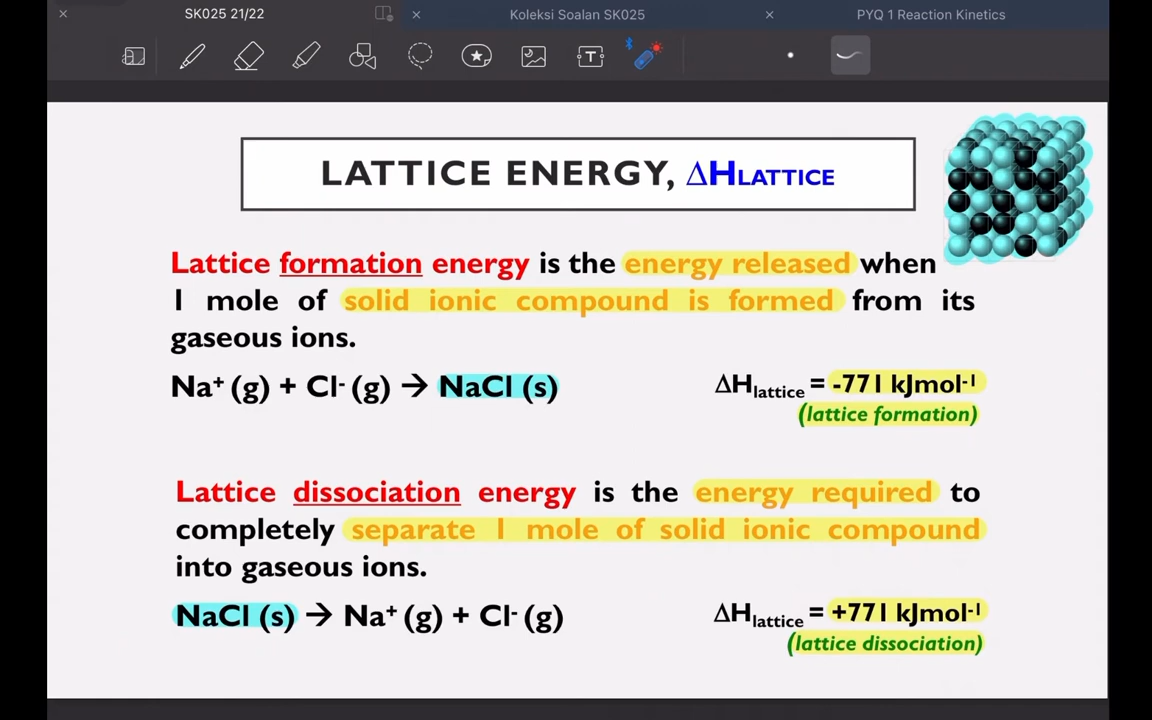 SK025 21/22
Koleksi Soalan SK025
PYQ 1 Reaction Kinetics
LATTICE ENERGY, ΔHLATTICE
Lattice formation energy is the energy released when
1 mole of solid ionic compound is formed from its
gaseous ions.
Na⁺ (g) + Cl⁻ (g) → NaCl (s)
ΔHlattice = -771 kJmol⁻¹
(lattice formation)
Lattice dissociation energy is the energy required to
completely separate 1 mole of solid ionic compound
into gaseous ions.
NaCl (s) → Na⁺ (g) + Cl⁻ (g)
ΔHlattice = +771 kJmol⁻¹
(lattice dissociation)